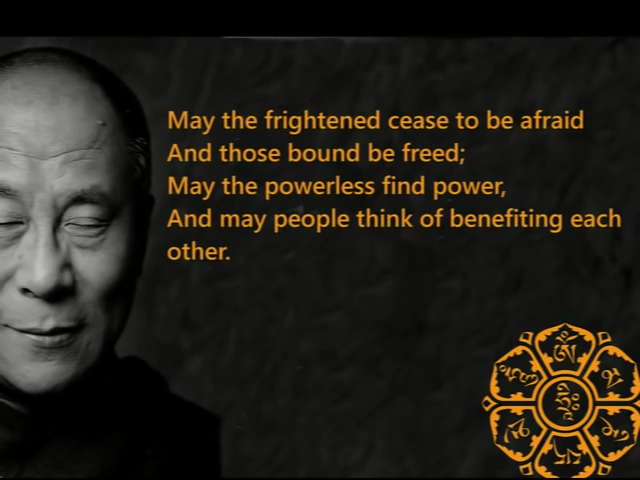 May the frightened cease to be afraid
And those bound be freed;
May the powerless find power,
And may people think of benefiting each
other.